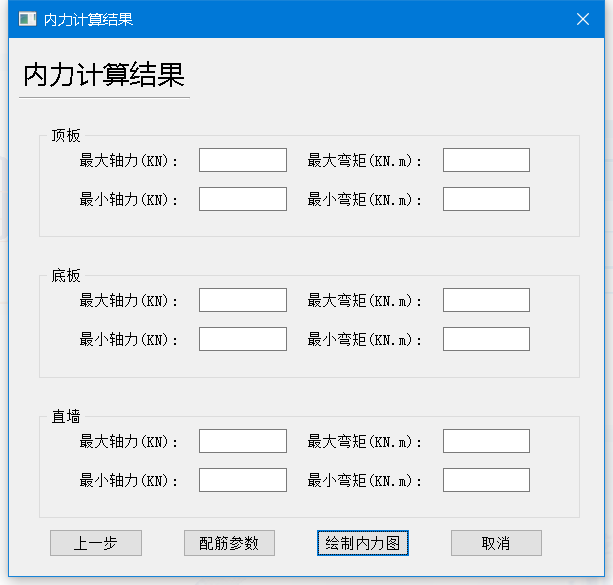 内力计算结果
内力计算结果
顶板
最大轴力(KN)： 最大弯矩(KN.m)：
最小轴力(KN)： 最小弯矩(KN.m)：
底板
最大轴力(KN)： 最大弯矩(KN.m)：
最小轴力(KN)： 最小弯矩(KN.m)：
直墙
最大轴力(KN)： 最大弯矩(KN.m)：
最小轴力(KN)： 最小弯矩(KN.m)：
上一步 配筋参数 绘制内力图 取消